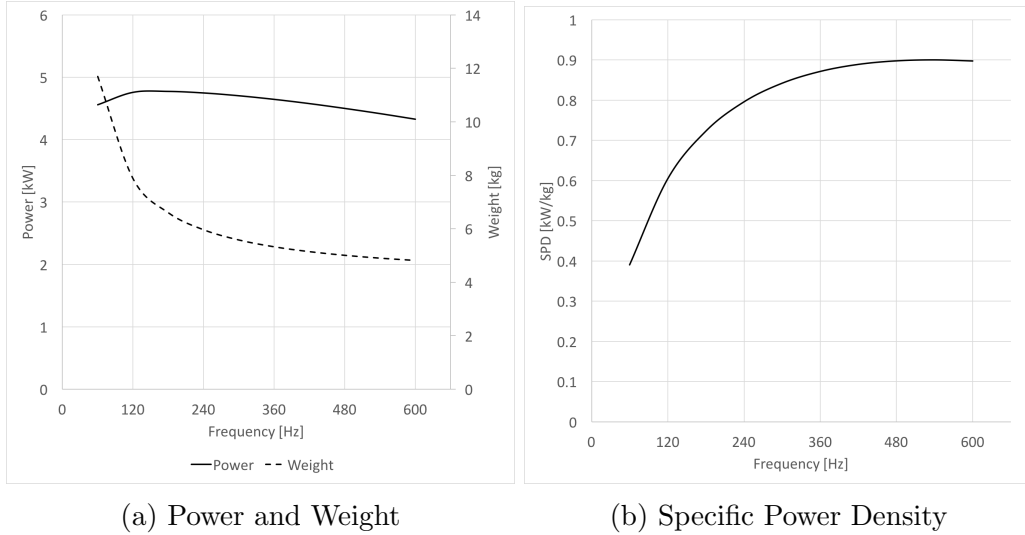 6
5
4
3
2
1
0
Power [kW]
14
12
10
8
6
4
2
0
Weight [kg]
0 120 240 360 480 600
Frequency [Hz]
Power Weight
(a) Power and Weight
1
0.9
0.8
0.7
0.6
0.5
0.4
0.3
0.2
0.1
0
SPD [kW/kg]
0 120 240 360 480 600
Frequency [Hz]
(b) Specific Power Density